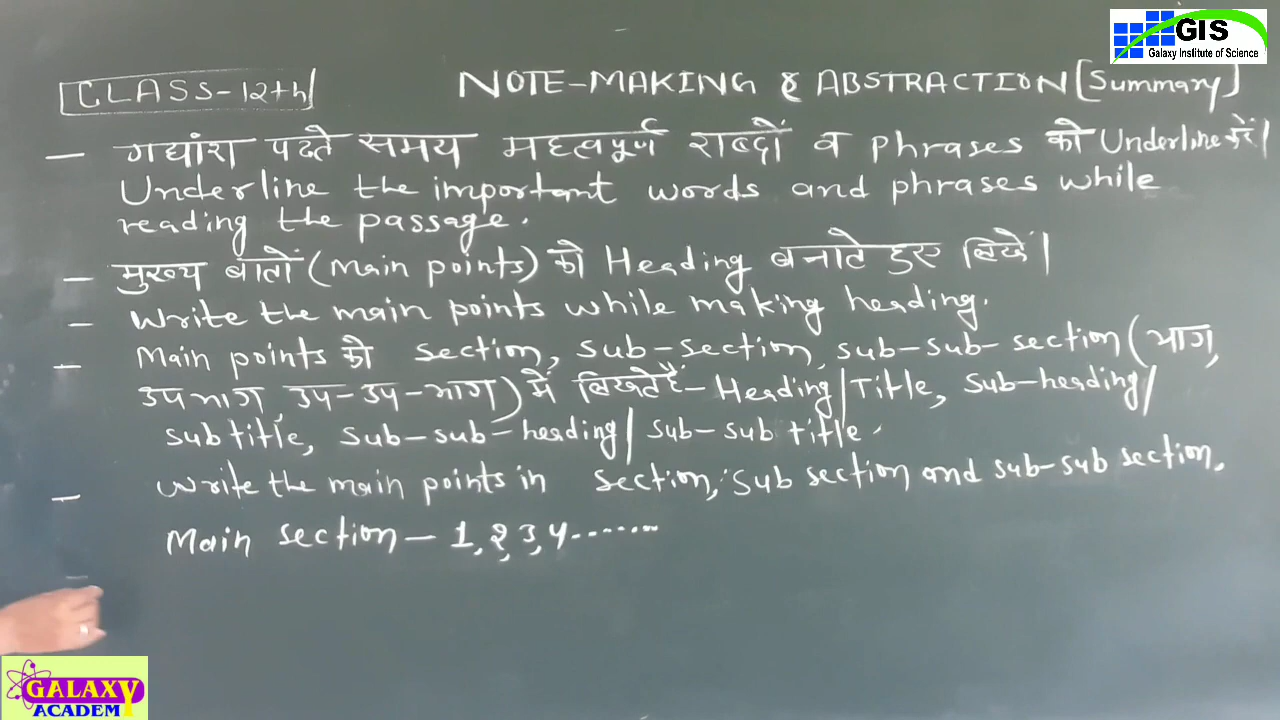 GIS
Galaxy Institute of Science
CLASS-12th
NOTE-MAKING & ABSTRACTION (Summary)
— गद्यांश पढते समय महत्वपूर्ण शब्दों व phrases को Underline करें।
Underline the important words and phrases while
reading the passage.
— मुख्य बातों (Main points) को Heading बनाते हुए लिखें।
— Write the main points while making heading.
— Main points को section, sub-section, sub-sub-section (भाग,
उपभाग, उप-उप-भाग) में लिखते हैं- Heading/Title, sub-heading/
subtitle, sub-sub-heading/ sub-sub title.
— Write the main points in section, sub section and sub-sub section.
Main section — 1, 2, 3, 4.......
GALAXY
ACADEM